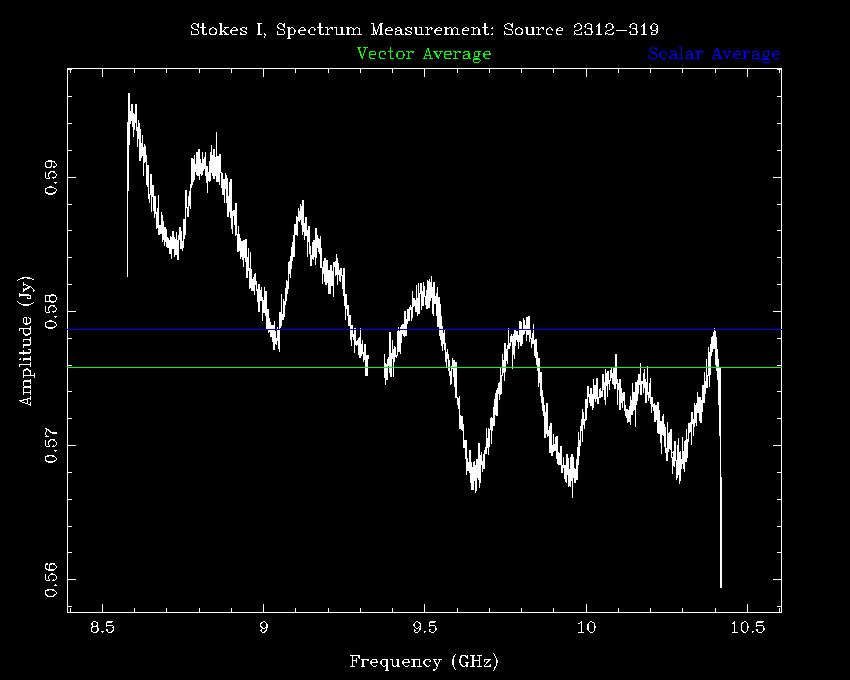 Stokes I, Spectrum Measurement: Source 2312−319
Vector Average Scalar Average
0.59
0.58
0.57
0.56
Amplitude (Jy)
8.5 9 9.5 10 10.5
Frequency (GHz)